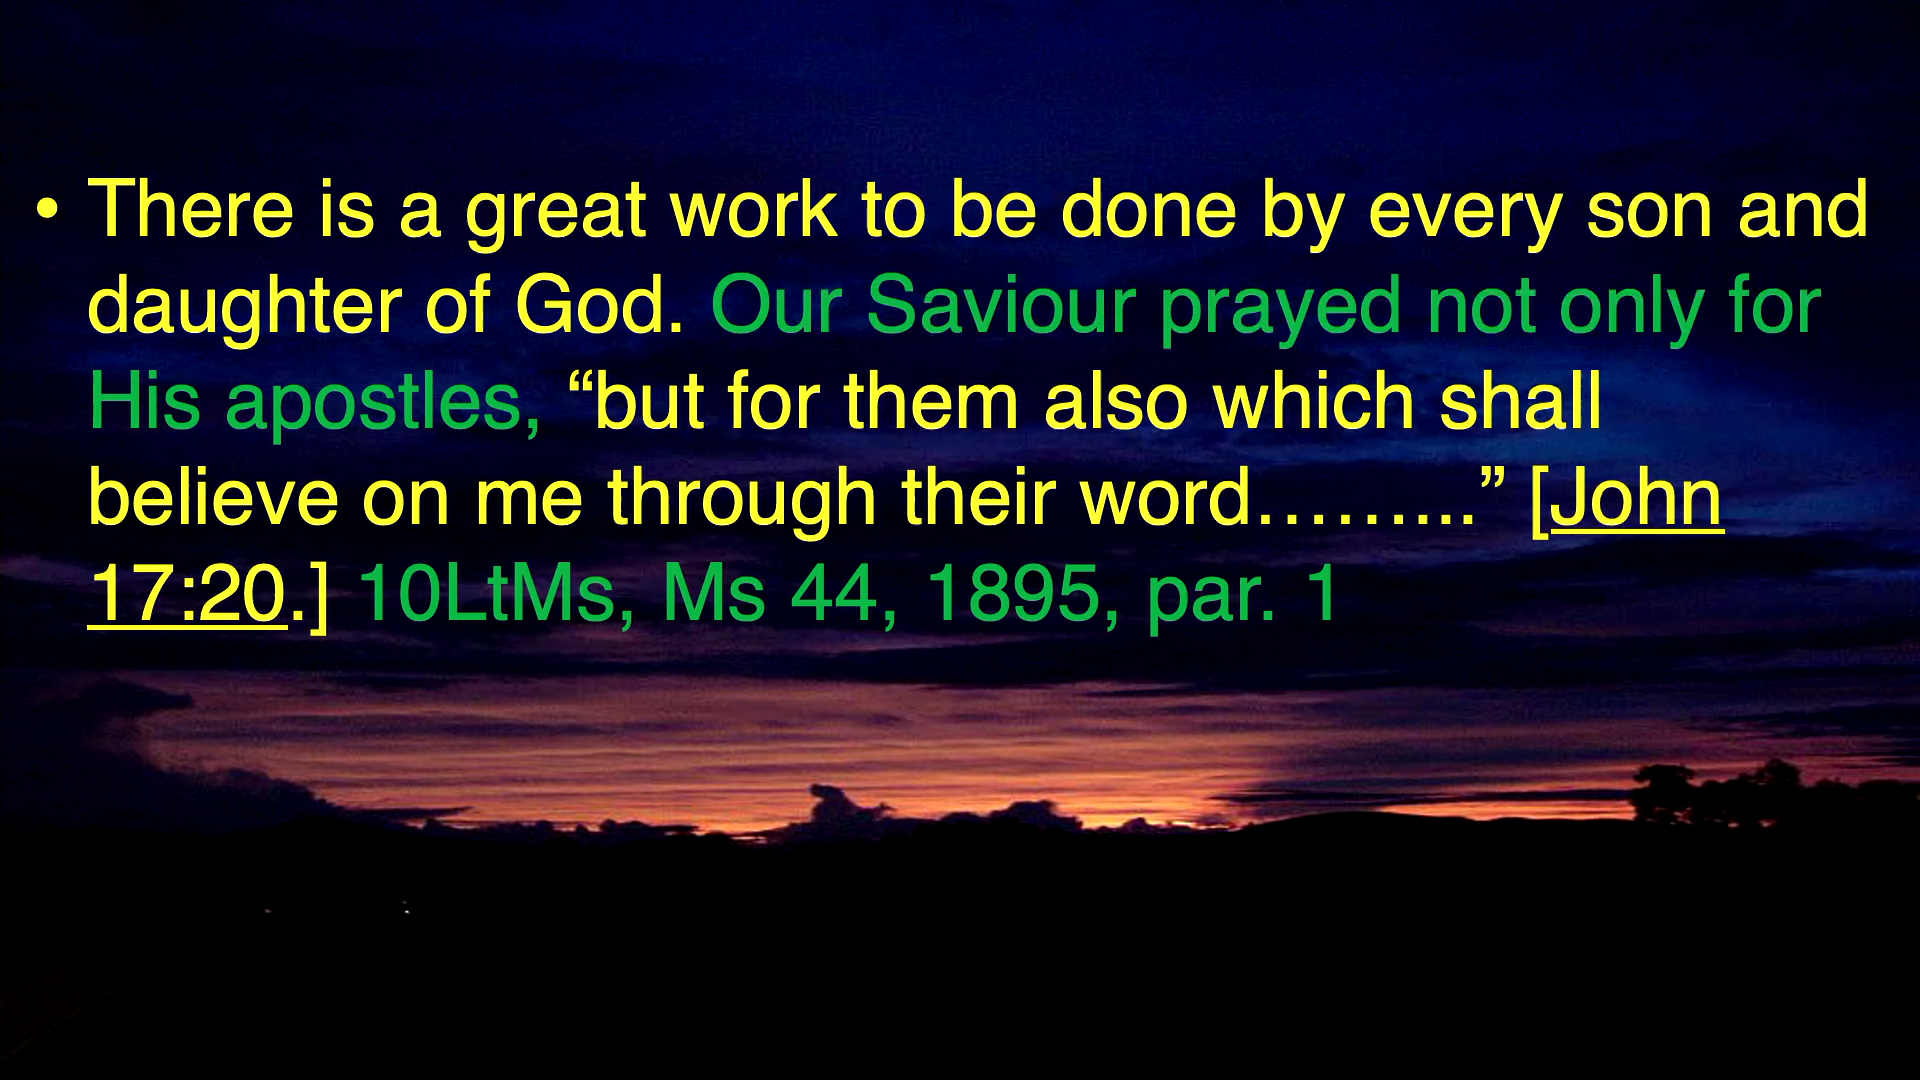 • There is a great work to be done by every son and
daughter of God. Our Saviour prayed not only for
His apostles, “but for them also which shall
believe on me through their word……...” [John
17:20.] 10LtMs, Ms 44, 1895, par. 1